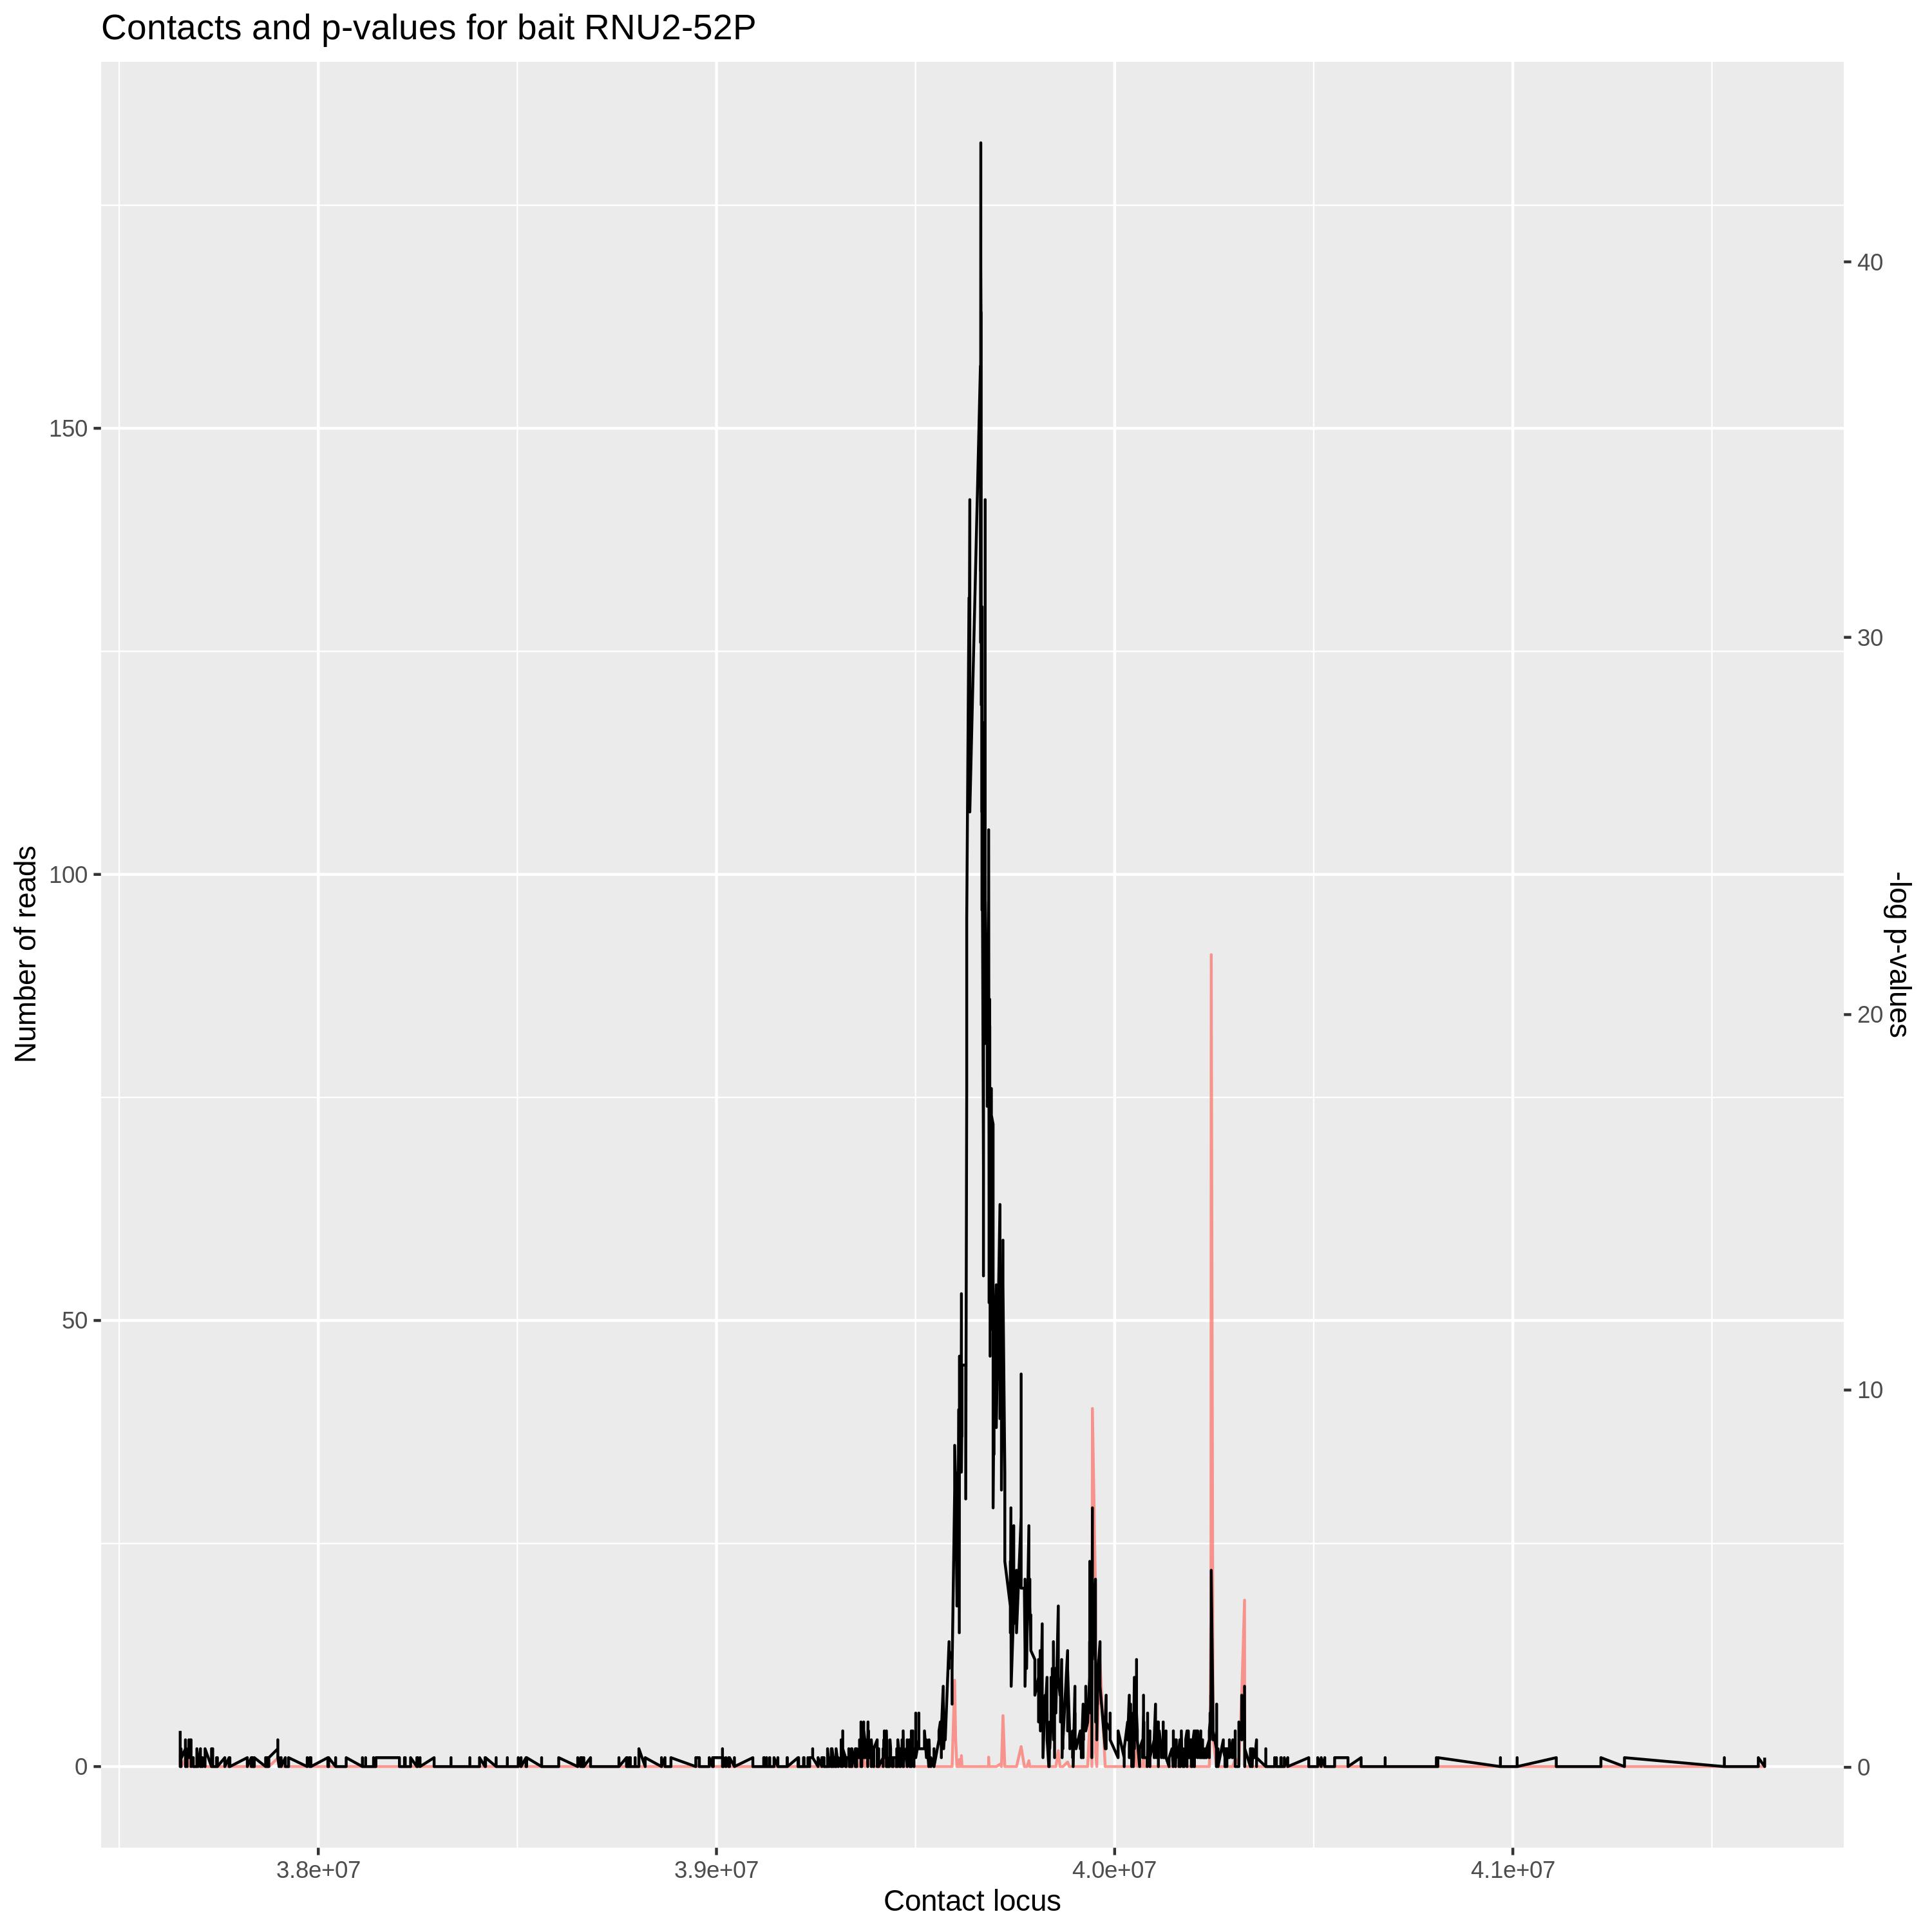 Contacts and p-values for bait RNU2-52P
Number of reads
150
100
50
0
40
30
20
10
0
-log p-values
3.8e+07
3.9e+07
4.0e+07
4.1e+07
Contact locus